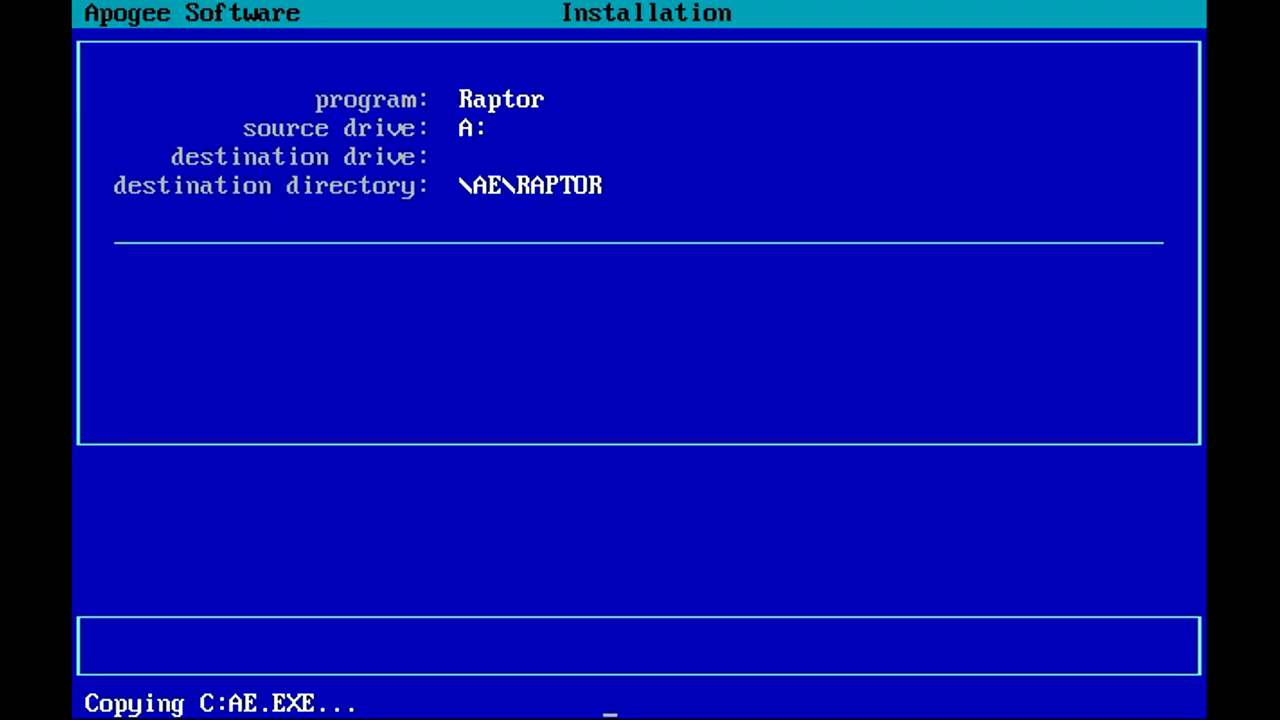 Apogee Software Installation
program: Raptor
source drive: A:
destination drive:
destination directory: \AE\RAPTOR
Copying C:AE.EXE...